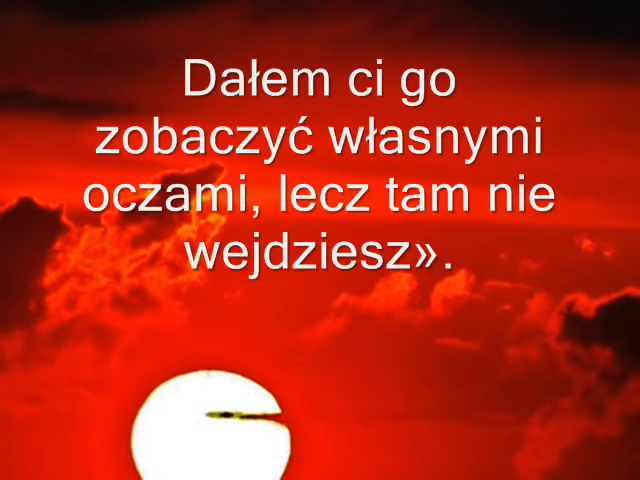 Dałem ci go
zobaczyć własnymi
oczami, lecz tam nie
wejdziesz».